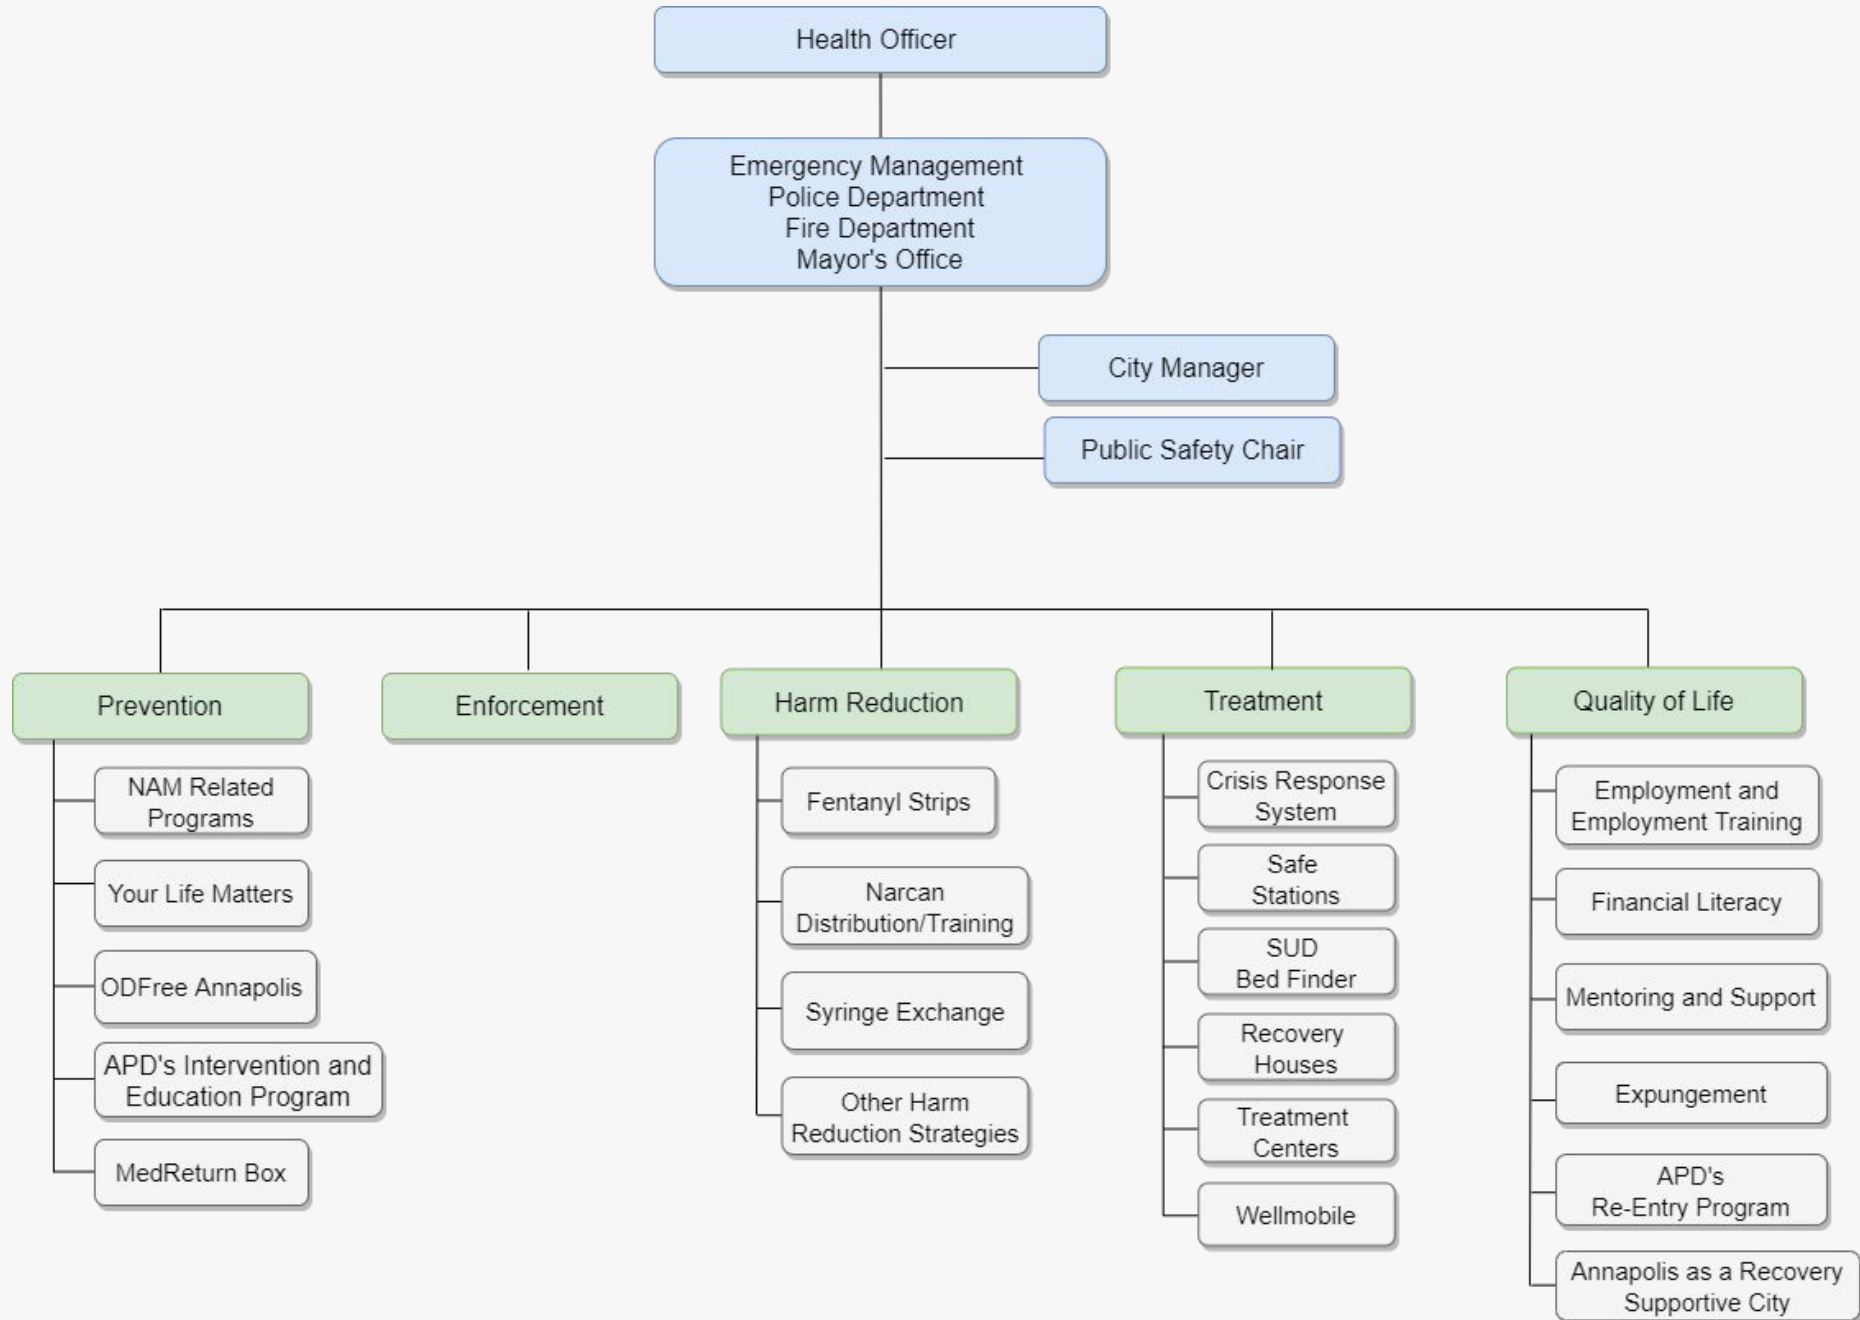 Health Officer
Emergency Management
Police Department
Fire Department
Mayor's Office
City Manager
Public Safety Chair
Prevention
NAM Related
Programs
Your Life Matters
ODFree Annapolis
APD's Intervention and
Education Program
MedReturn Box
Enforcement
Harm Reduction
Fentanyl Strips
Narcan
Distribution/Training
Syringe Exchange
Other Harm
Reduction Strategies
Treatment
Crisis Response
System
Safe
Stations
SUD
Bed Finder
Recovery
Houses
Treatment
Centers
Wellmobile
Quality of Life
Employment and
Employment Training
Financial Literacy
Mentoring and Support
Expungement
APD's
Re-Entry Program
Annapolis as a Recovery
Supportive City